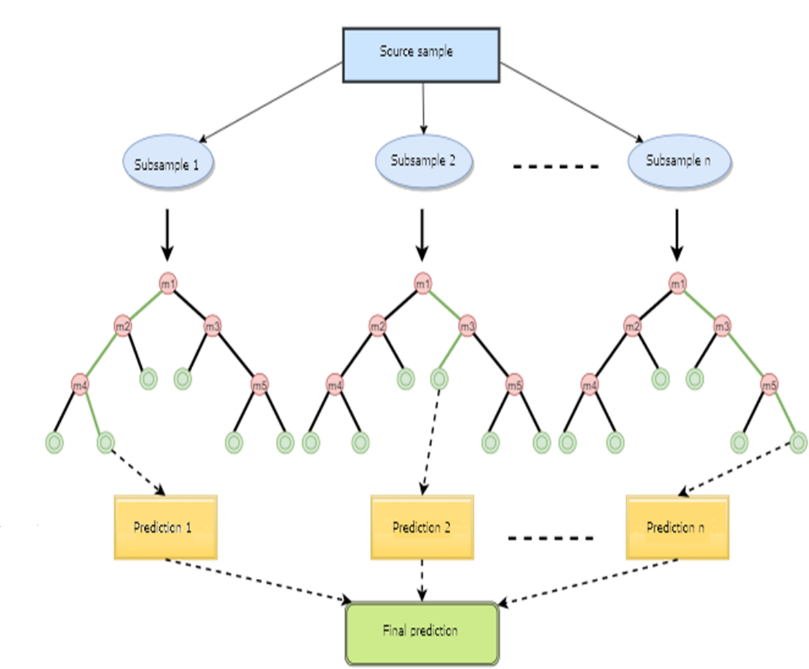 Source sample
Subsample 1
Subsample 2
Subsample n
m1
m1
m1
m2
m3
m2
m3
m2
m3
m4
m5
m4
m5
m4
m5
Prediction 1
Prediction 2
Prediction n
Final prediction